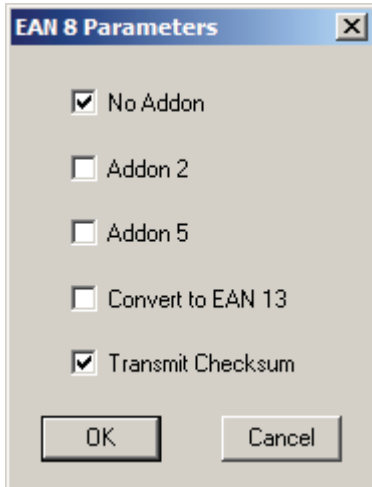 EAN 8 Parameters
No Addon
Addon 2
Addon 5
Convert to EAN 13
Transmit Checksum
OK Cancel